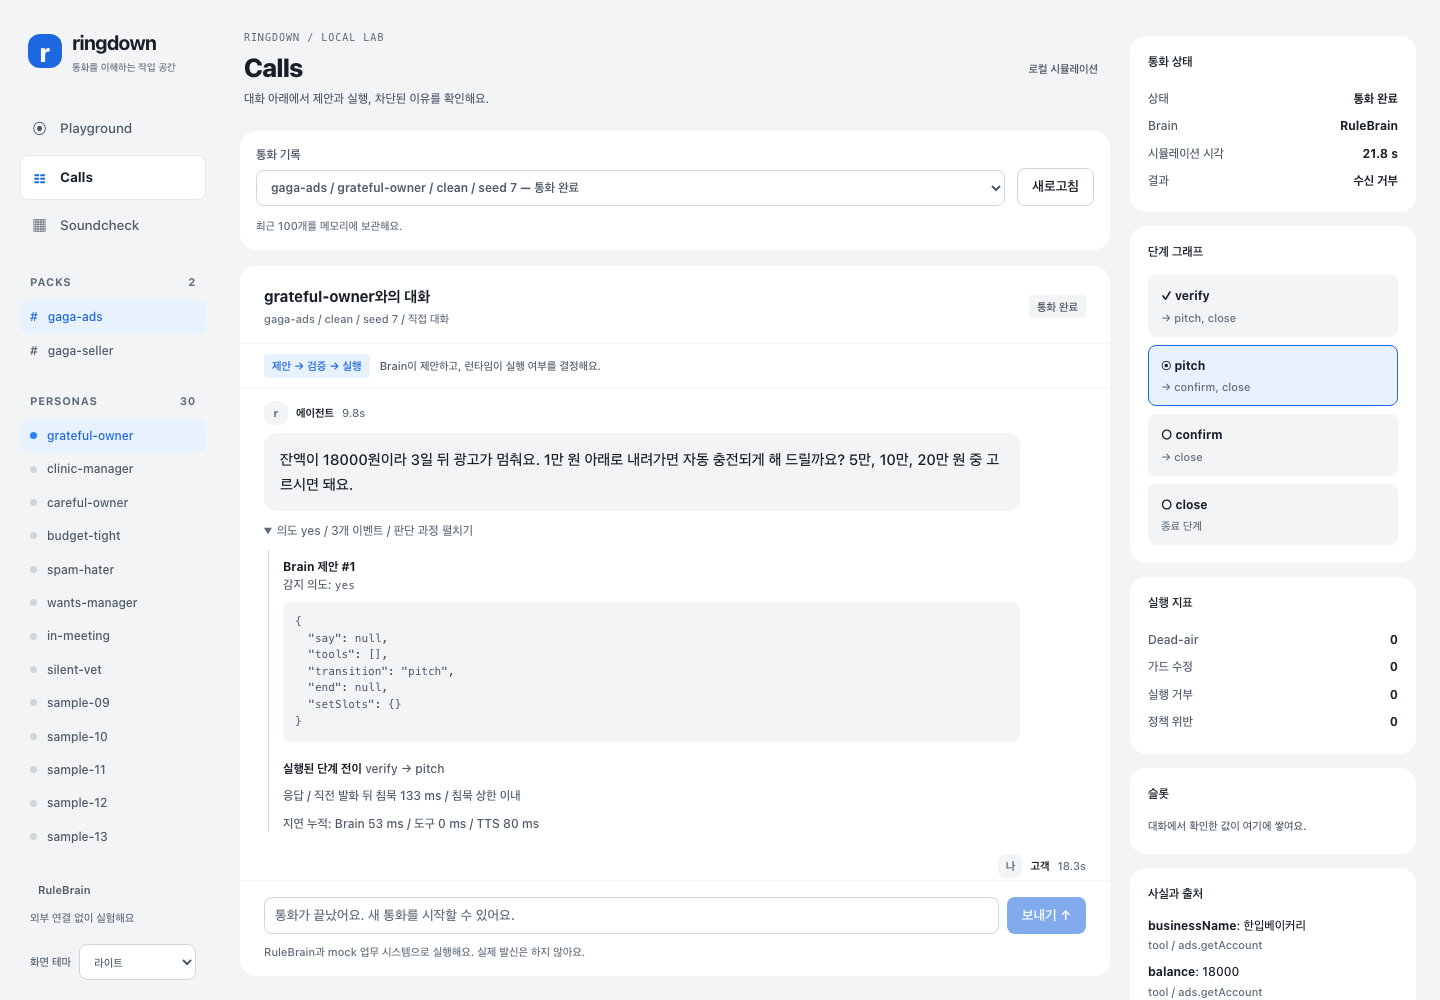 r
ringdown
통화를 이해하는 작업 공간
Playground
Calls
Soundcheck
PACKS 2
# gaga-ads
# gaga-seller
PERSONAS 30
grateful-owner
clinic-manager
careful-owner
budget-tight
spam-hater
wants-manager
in-meeting
silent-vet
sample-09
sample-10
sample-11
sample-12
sample-13
RuleBrain
외부 연결 없이 실험해요
화면 테마 라이트
RINGDOWN / LOCAL LAB
Calls
로컬 시뮬레이션
대화 아래에서 제안과 실행, 차단된 이유를 확인해요.
통화 기록
gaga-ads / grateful-owner / clean / seed 7 — 통화 완료
새로고침
최근 100개를 메모리에 보관해요.
grateful-owner와의 대화
gaga-ads / clean / seed 7 / 직접 대화
통화 완료
제안 → 검증 → 실행 Brain이 제안하고, 런타임이 실행 여부를 결정해요.
r 에이전트 9.8s
잔액이 18000원이라 3일 뒤 광고가 멈춰요. 1만 원 아래로 내려가면 자동 충전되게 해 드릴까요? 5만, 10만, 20만 원 중 고
르시면 돼요.
▼ 의도 yes / 3개 이벤트 / 판단 과정 펼치기
Brain 제안 #1
감지 의도: yes
{
"say": null,
"tools": [],
"transition": "pitch",
"end": null,
"setSlots": {}
}
실행된 단계 전이 verify → pitch
응답 / 직전 발화 뒤 침묵 133 ms / 침묵 상한 이내
지연 누적: Brain 53 ms / 도구 0 ms / TTS 80 ms
나 고객 18.3s
통화가 끝났어요. 새 통화를 시작할 수 있어요.
보내기 ↑
RuleBrain과 mock 업무 시스템으로 실행해요. 실제 발신은 하지 않아요.
통화 상태
상태 통화 완료
Brain RuleBrain
시뮬레이션 시각 21.8 s
결과 수신 거부
단계 그래프
✓ verify
→ pitch, close
pitch
→ confirm, close
confirm
→ close
close
종료 단계
실행 지표
Dead-air 0
가드 수정 0
실행 거부 0
정책 위반 0
슬롯
대화에서 확인한 값이 여기에 쌓여요.
사실과 출처
businessName: 한입베이커리
tool / ads.getAccount
balance: 18000
tool / ads.getAccount